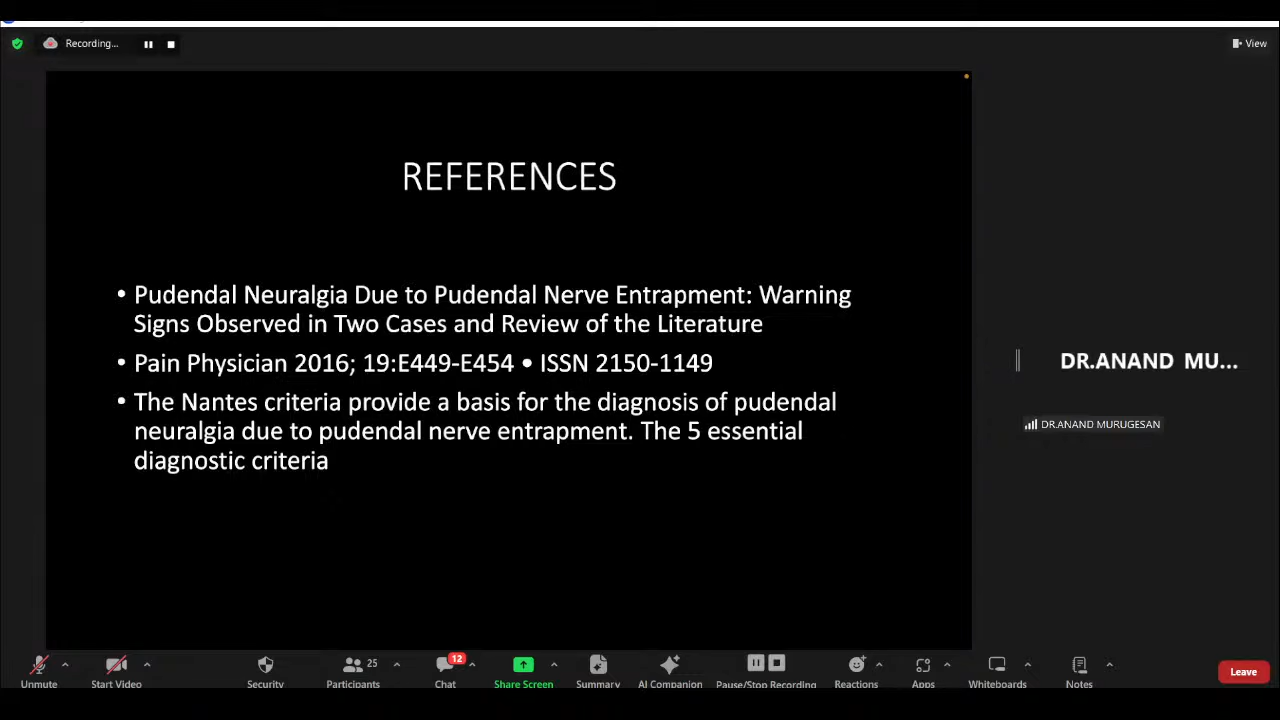 Recording...
View
REFERENCES
• Pudendal Neuralgia Due to Pudendal Nerve Entrapment: Warning
Signs Observed in Two Cases and Review of the Literature
• Pain Physician 2016; 19:E449-E454 • ISSN 2150-1149
• The Nantes criteria provide a basis for the diagnosis of pudendal
neuralgia due to pudendal nerve entrapment. The 5 essential
diagnostic criteria
DR.ANAND MU...
DR.ANAND MURUGESAN
25
12
Unmute
Start Video
Security
Participants
Chat
Share Screen
Summary
AI Companion
Pause/Stop Recording
Reactions
Apps
Whiteboards
Notes
Leave